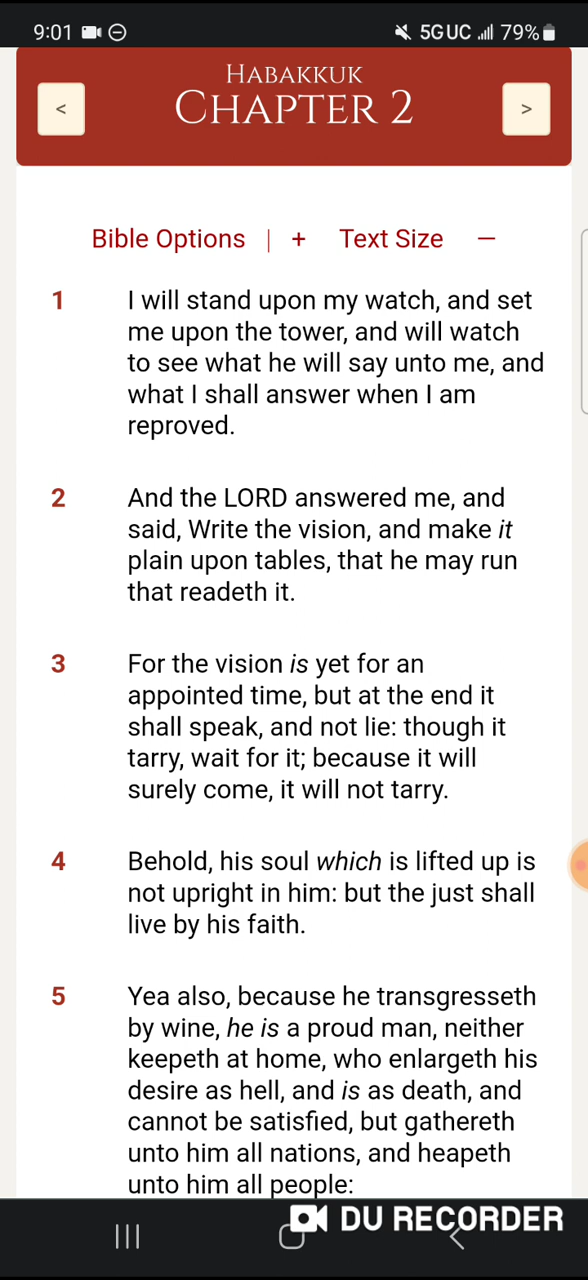 9:01 5G UC 79%
HABAKKUK
CHAPTER 2
< >
Bible Options | + Text Size —
1 I will stand upon my watch, and set
me upon the tower, and will watch
to see what he will say unto me, and
what I shall answer when I am
reproved.
2 And the LORD answered me, and
said, Write the vision, and make it
plain upon tables, that he may run
that readeth it.
3 For the vision is yet for an
appointed time, but at the end it
shall speak, and not lie: though it
tarry, wait for it; because it will
surely come, it will not tarry.
4 Behold, his soul which is lifted up is
not upright in him: but the just shall
live by his faith.
5 Yea also, because he transgresseth
by wine, he is a proud man, neither
keepeth at home, who enlargeth his
desire as hell, and is as death, and
cannot be satisfied, but gathereth
unto him all nations, and heapeth
unto him all people:
DU RECORDER